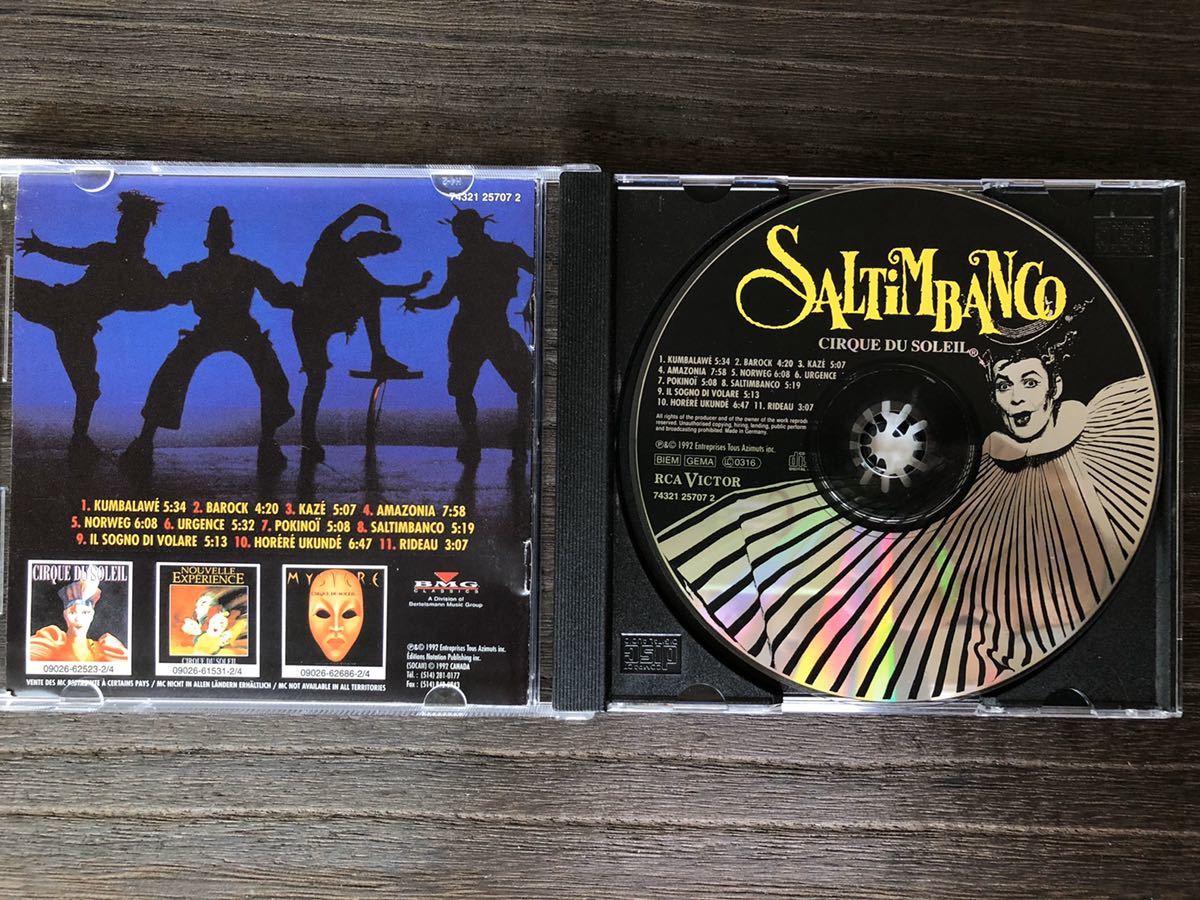 74321 25707 2
1. KUMBALAWÉ 5:34 2. BAROCK 4:20 3. KAZÉ 5:07 4. AMAZONIA 7:58
5. NORWEG 6:08 6. URGENCE 5:32 7. POKINOÏ 5:08 8. SALTIMBANCO 5:19
9. IL SOGNO DI VOLARE 5:13 10. HORÉRÉ UKUNDÉ 6:47 11. RIDEAU 3:07
CIRQUE DU SOLEIL
09026-62523-2/4
NOUVELLE
EXPÉRIENCE
CIRQUE DU SOLEIL
09026-61531-2/4
MYSTÈRE
CIRQUE DU SOLEIL
09026-62686-2/4
BMG
CLASSICS
A Division of
Bertelsmann Music Group
℗&© 1992 Entreprises Tous Azimuts inc.
Éditions Notation Publishing inc.
(SOCAN) © 1992 CANADA
Tél. : (514) 281-0177
Fax : (514)
VENTE DES MC À CERTAINS PAYS / MC NICHT IN ALLEN LÄNDERN ERHÄLTLICH / MC NOT AVAILABLE IN ALL TERRITORIES
SALTiMBANCO
CIRQUE DU SOLEIL®
1. KUMBALAWÉ 5:34 2. BAROCK 4:20 3. KAZÉ 5:07
4. AMAZONIA 7:58 5. NORWEG 6:08 6. URGENCE
7. POKINOÏ 5:08 8. SALTIMBANCO 5:19
9. IL SOGNO DI VOLARE 5:13
10. HORÉRÉ UKUNDÉ 6:47 11. RIDEAU 3:07
All rights of the producer and of the owner of the work reproduc
reserved. Unauthorised copying, hiring, lending, public perform
and broadcasting prohibited. Made in Germany.
℗&© 1992 Entreprises Tous Azimuts inc.
BIEM GEMA LC 0316
RCA VICTOR
74321 25707 2